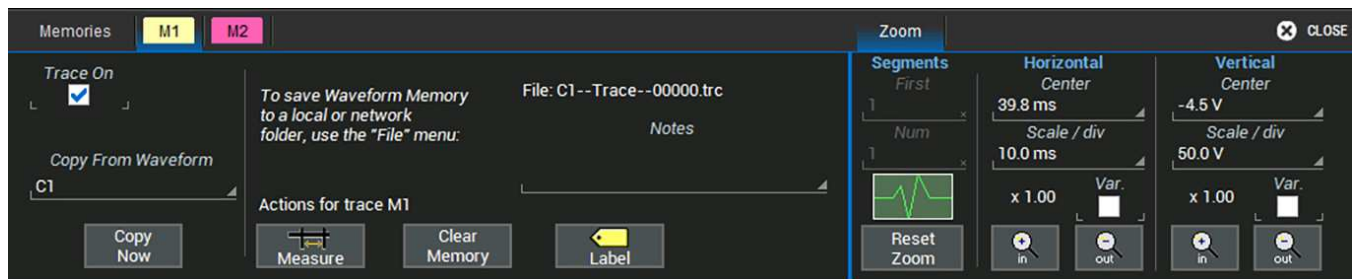 Memories
M1
M2
Trace On
Copy From Waveform
C1
Copy
Now
To save Waveform Memory
to a local or network
folder, use the "File" menu:
Actions for trace M1
Measure
Clear
Memory
File: C1--Trace--00000.trc
Notes
Label
Zoom
CLOSE
Segments
First
1
Num
1
Reset
Zoom
Horizontal
Center
39.8 ms
Scale / div
10.0 ms
x 1.00
Var.
in
out
Vertical
Center
-4.5 V
Scale / div
50.0 V
x 1.00
Var.
in
out